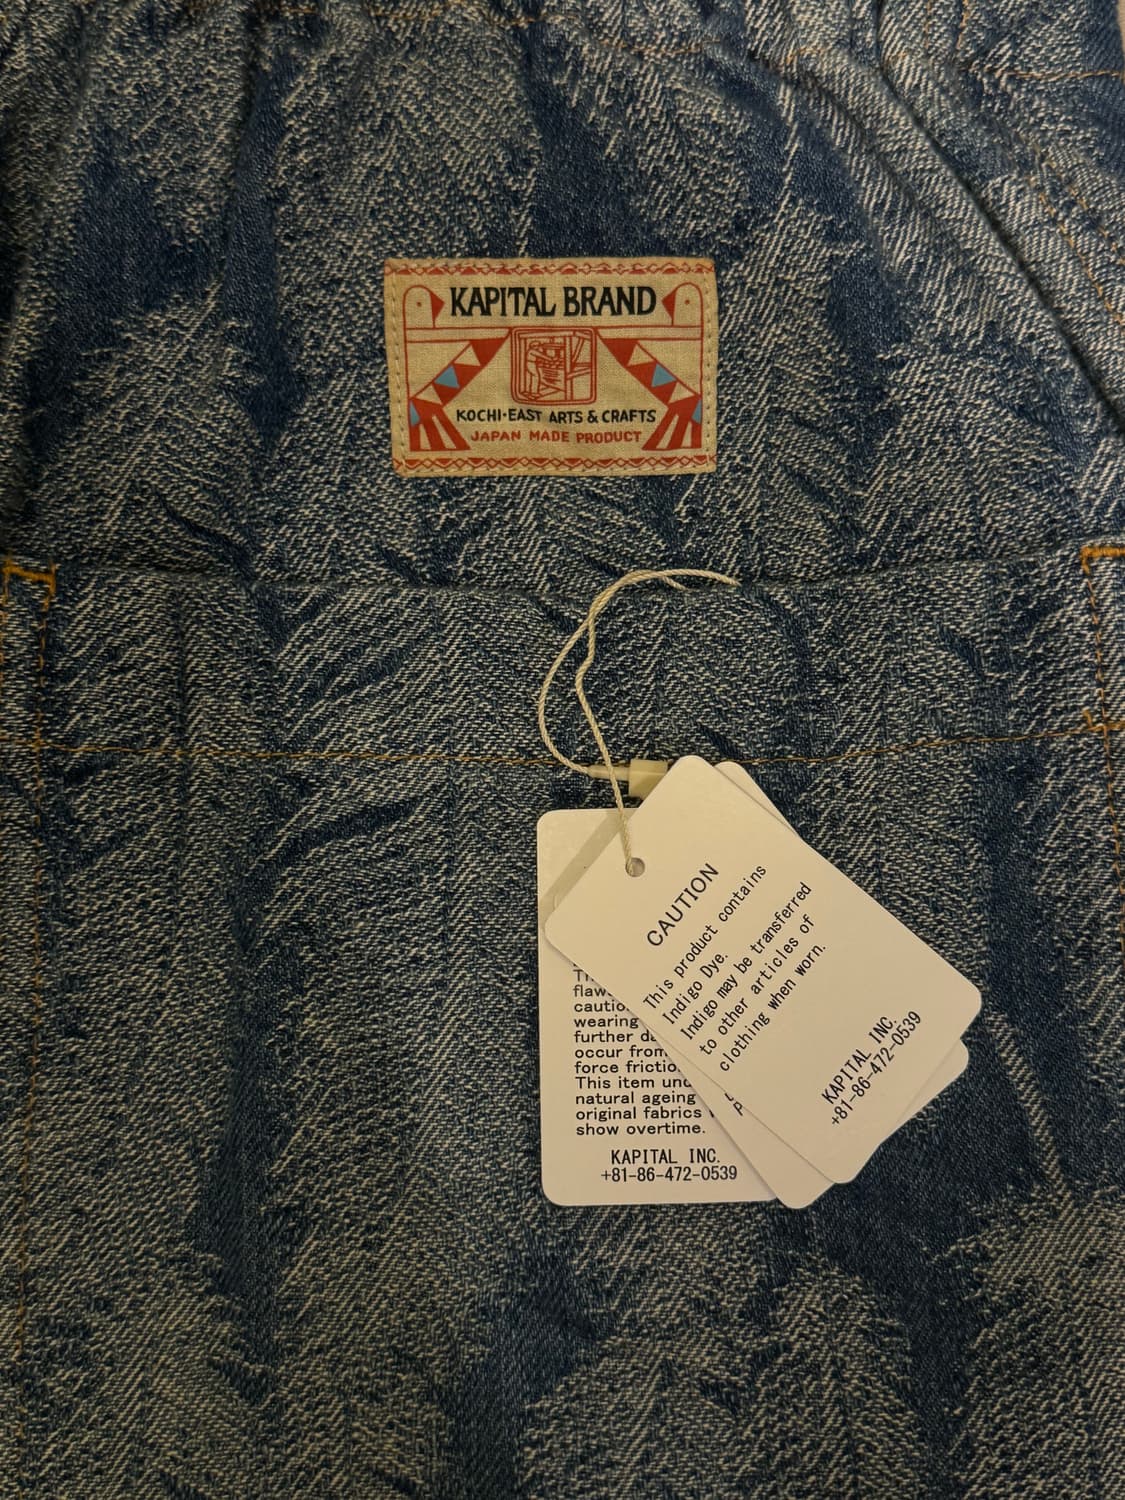 KAPITAL BRAND
KOCHI·EAST ARTS & CRAFTS
JAPAN MADE PRODUCT
CAUTION
This product contains
Indigo Dye.
Indigo may be transferred
to other articles of
clothing when worn.
KAPITAL INC.
+81-86-472-0539
wearing
further
occur from
force
This item
natural ageing
original fabrics
show overtime.
KAPITAL INC.
+81-86-472-0539